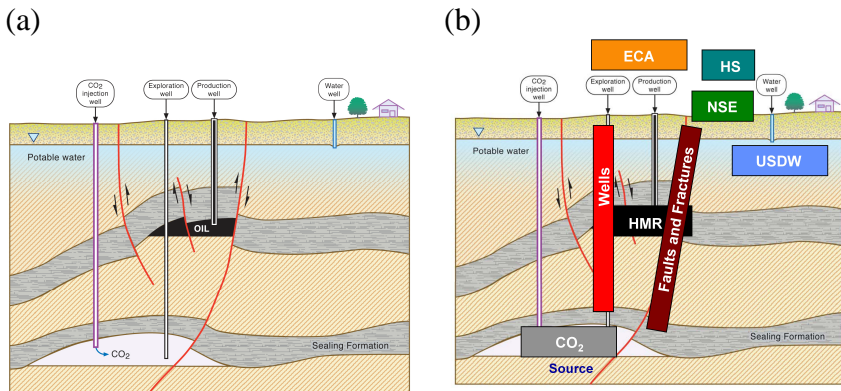 (a)
CO2
injection
well
Exploration
well
Production
well
Water
well
Potable water
OIL
CO2
Sealing Formation
(b)
ECA
HS
CO2
injection
well
Exploration
well
Production
well
NSE
Water
well
Potable water
USDW
Wells
HMR
Faults and Fractures
CO2
Sealing Formation
Source